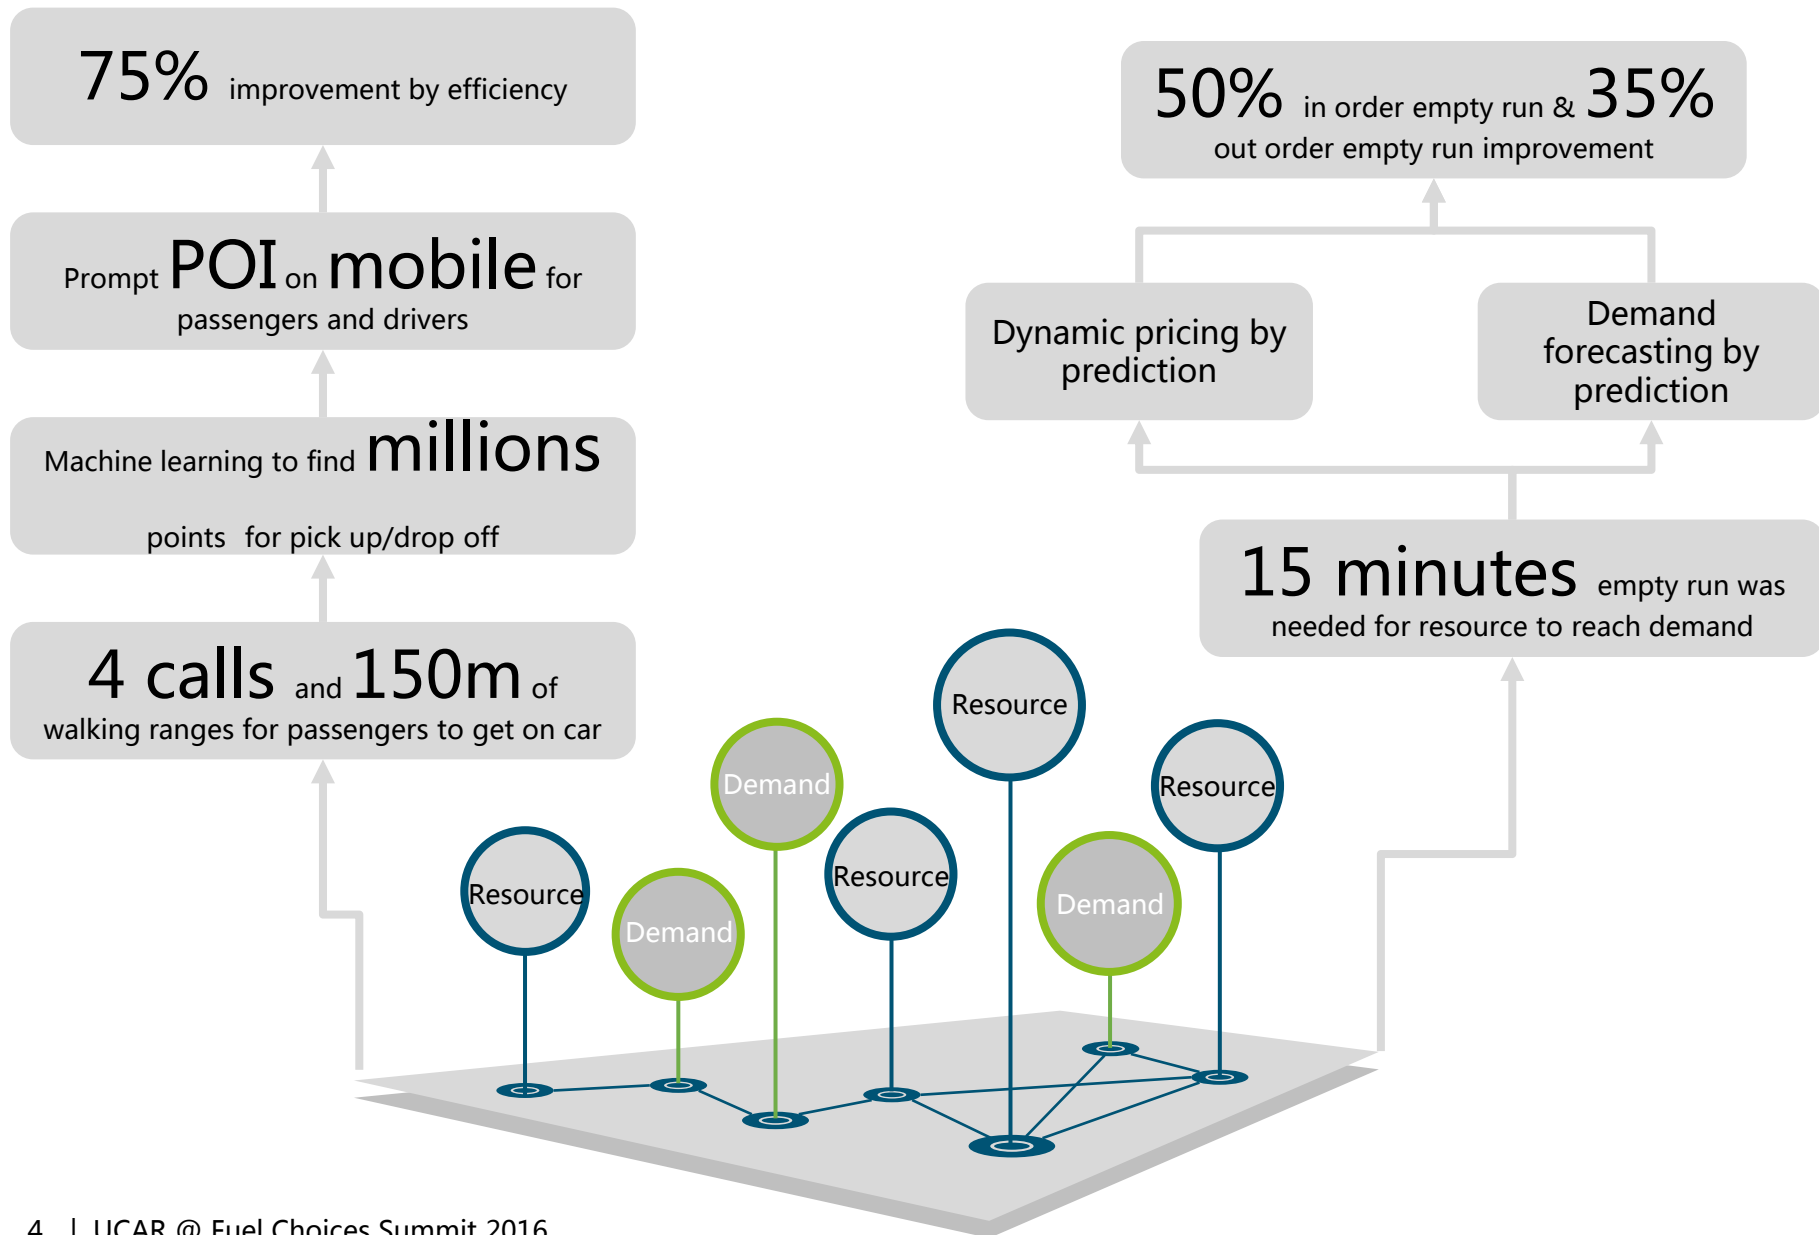 75% improvement by efficiency
Prompt POI on mobile for
passengers and drivers
Machine learning to find millions
points for pick up/drop off
4 calls and 150m of
walking ranges for passengers to get on car
50% in order empty run & 35%
out order empty run improvement
Dynamic pricing by
prediction
Demand
forecasting by
prediction
15 minutes empty run was
needed for resource to reach demand
Resource
Demand
Demand
Resource
Resource
Demand
Resource
4 | UCAR @ Fuel Choices Summit 2016